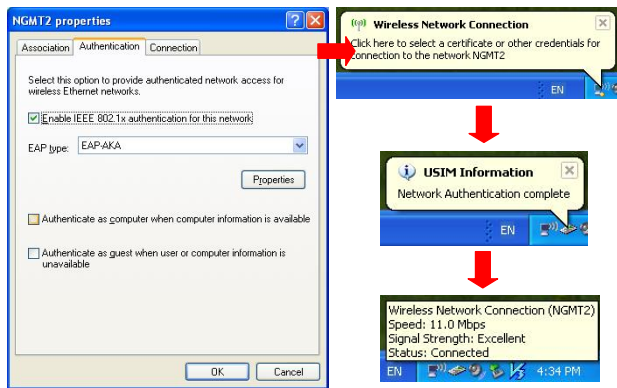 NGMT2 properties
Association
Authentication
Connection
Select this option to provide authenticated network access for
wireless Ethernet networks.
Enable IEEE 802.1x authentication for this network
EAP type:
EAP-AKA
Properties
Authenticate as computer when computer information is available
Authenticate as guest when user or computer information is
unavailable
OK
Cancel
Wireless Network Connection
Click here to select a certificate or other credentials for
connection to the network NGMT2
EN
USIM Information
Network Authentication complete
EN
Wireless Network Connection (NGMT2)
Speed: 11.0 Mbps
Signal Strength: Excellent
Status: Connected
EN
4:34 PM